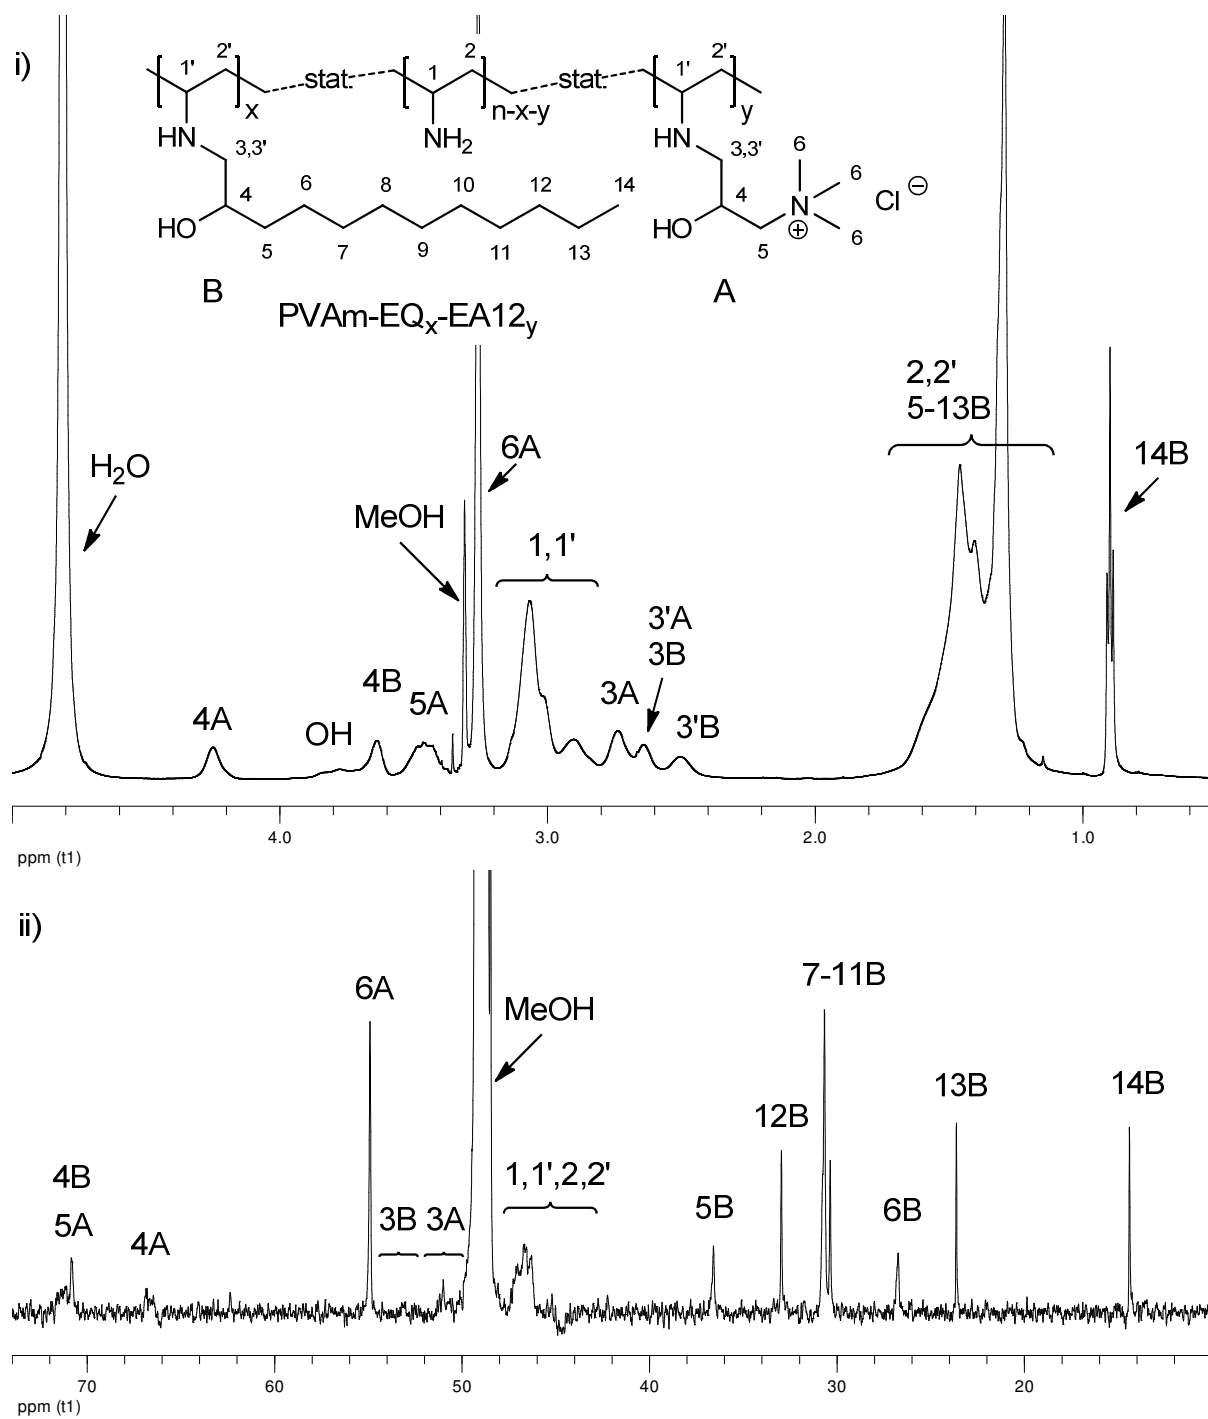 i)
2' 2 2'
1' stat. 1 stat. 1'
x n-x-y y
HN NH₂ HN
3,3' 3,3' 6
4 6 8 10 12 14 4 6
HO HO N⊕ Cl⊖
5 7 9 11 13 5 6
B A
PVAm-EQₓ-EA12ᵧ
2,2'
5-13B
H₂O
6A
14B
MeOH
1,1'
3'A
3B
4B
5A
3A
4A
OH
3'B
4.0 3.0 2.0 1.0
ppm (t1)
ii)
6A
MeOH
7-11B
13B
14B
12B
4B
5A
4A
3B
3A
1,1',2,2'
5B
6B
70 60 50 40 30 20
ppm (t1)